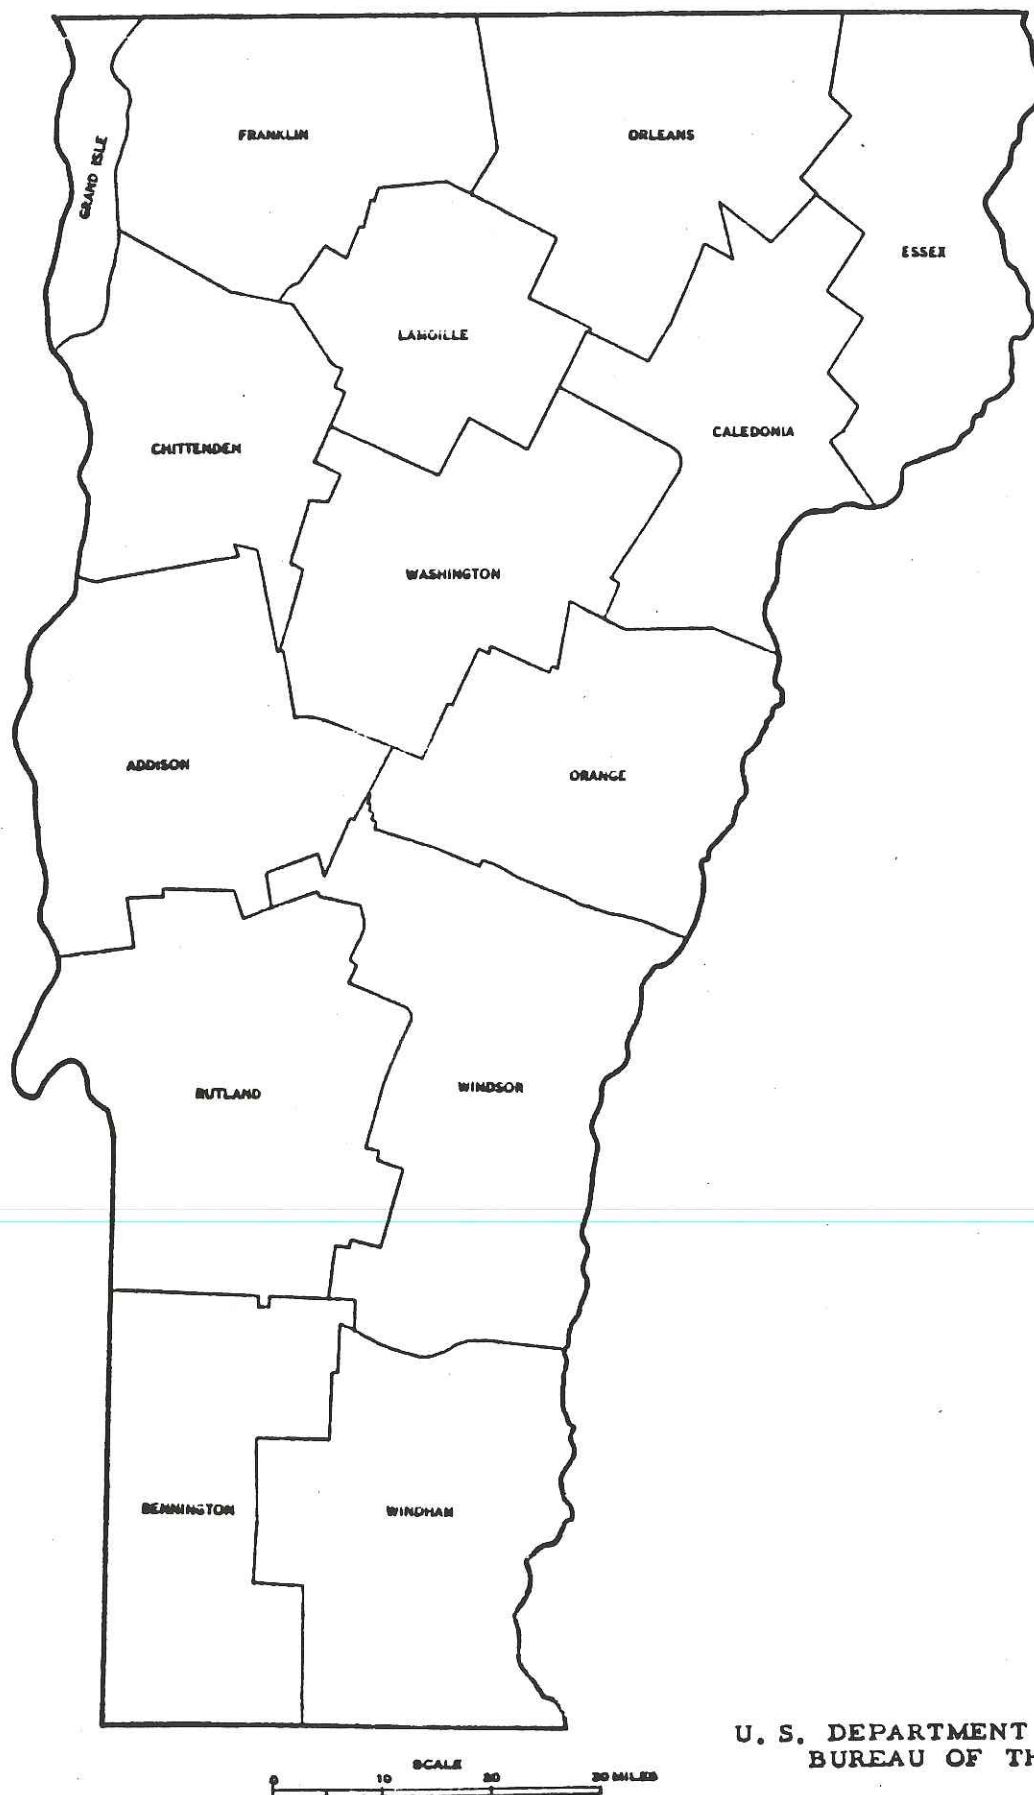 FRANKLIN
ORLEANS
GRAND ISLE
ESSEX
LAMOILLE
CALEDONIA
CHITTENDEN
WASHINGTON
ADDISON
ORANGE
RUTLAND
WINDSOR
BENNINGTON
WINDHAM
U. S. DEPARTMENT
BUREAU OF TH
SCALE
0 10 20 30 MILES